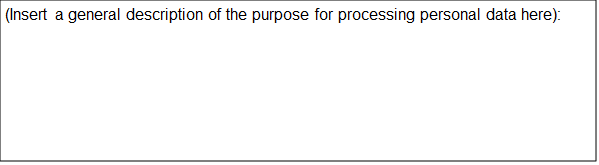 (Insert a general description of the purpose for processing personal data here):